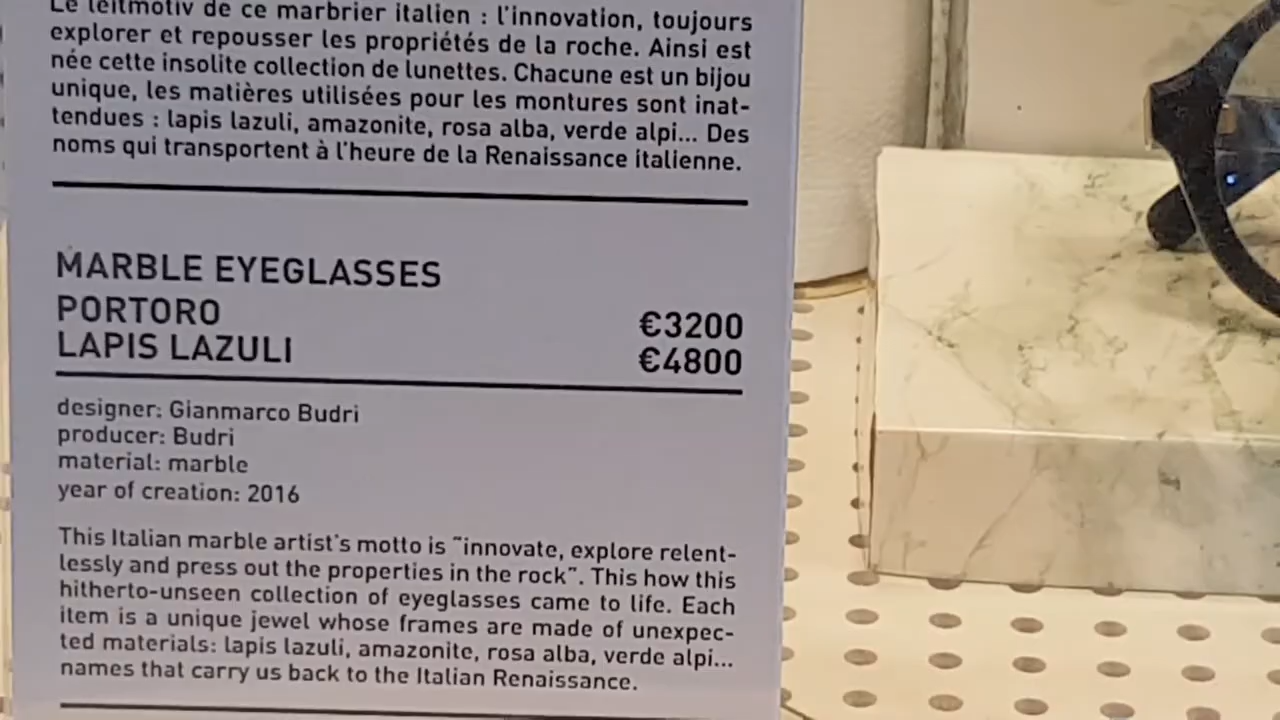 Le leitmotiv de ce marbrier italien : l'innovation, toujours
explorer et repousser les propriétés de la roche. Ainsi est
née cette insolite collection de lunettes. Chacune est un bijou
unique, les matières utilisées pour les montures sont inat-
tendues : lapis lazuli, amazonite, rosa alba, verde alpi... Des
noms qui transportent à l'heure de la Renaissance italienne.
MARBLE EYEGLASSES
PORTORO €3200
LAPIS LAZULI €4800
designer: Gianmarco Budri
producer: Budri
material: marble
year of creation: 2016
This Italian marble artist's motto is "innovate, explore relent-
lessly and press out the properties in the rock". This how this
hitherto-unseen collection of eyeglasses came to life. Each
item is a unique jewel whose frames are made of unexpec-
ted materials: lapis lazuli, amazonite, rosa alba, verde alpi...
names that carry us back to the Italian Renaissance.